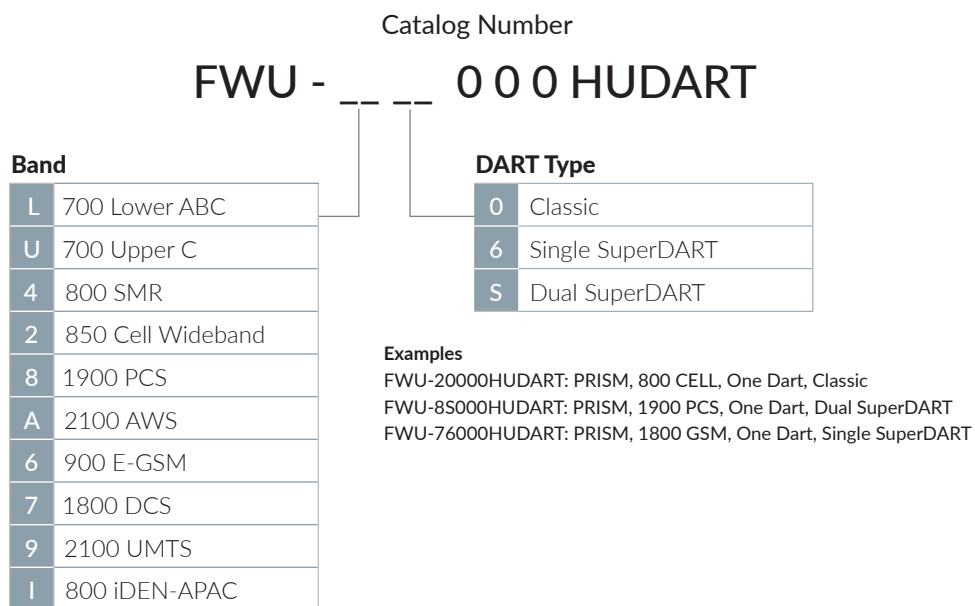 Catalog Number
FWU - __ __ 0 0 0 HUDART
Band
L 700 Lower ABC
U 700 Upper C
4 800 SMR
2 850 Cell Wideband
8 1900 PCS
A 2100 AWS
6 900 E-GSM
7 1800 DCS
9 2100 UMTS
I 800 iDEN-APAC
DART Type
0 Classic
6 Single SuperDART
S Dual SuperDART
Examples
FWU-20000HUDART: PRISM, 800 CELL, One Dart, Classic
FWU-8S000HUDART: PRISM, 1900 PCS, One Dart, Dual SuperDART
FWU-76000HUDART: PRISM, 1800 GSM, One Dart, Single SuperDART